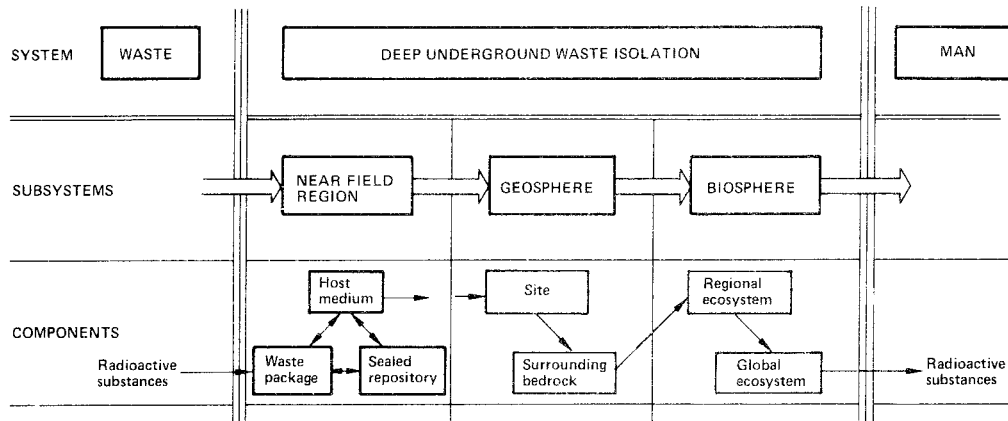 SYSTEM
WASTE
DEEP UNDERGROUND WASTE ISOLATION
MAN
SUBSYSTEMS
NEAR FIELD
REGION
GEOSPHERE
BIOSPHERE
COMPONENTS
Radioactive
substances
Host
medium
Waste
package
Sealed
repository
Site
Surrounding
bedrock
Regional
ecosystem
Global
ecosystem
Radioactive
substances